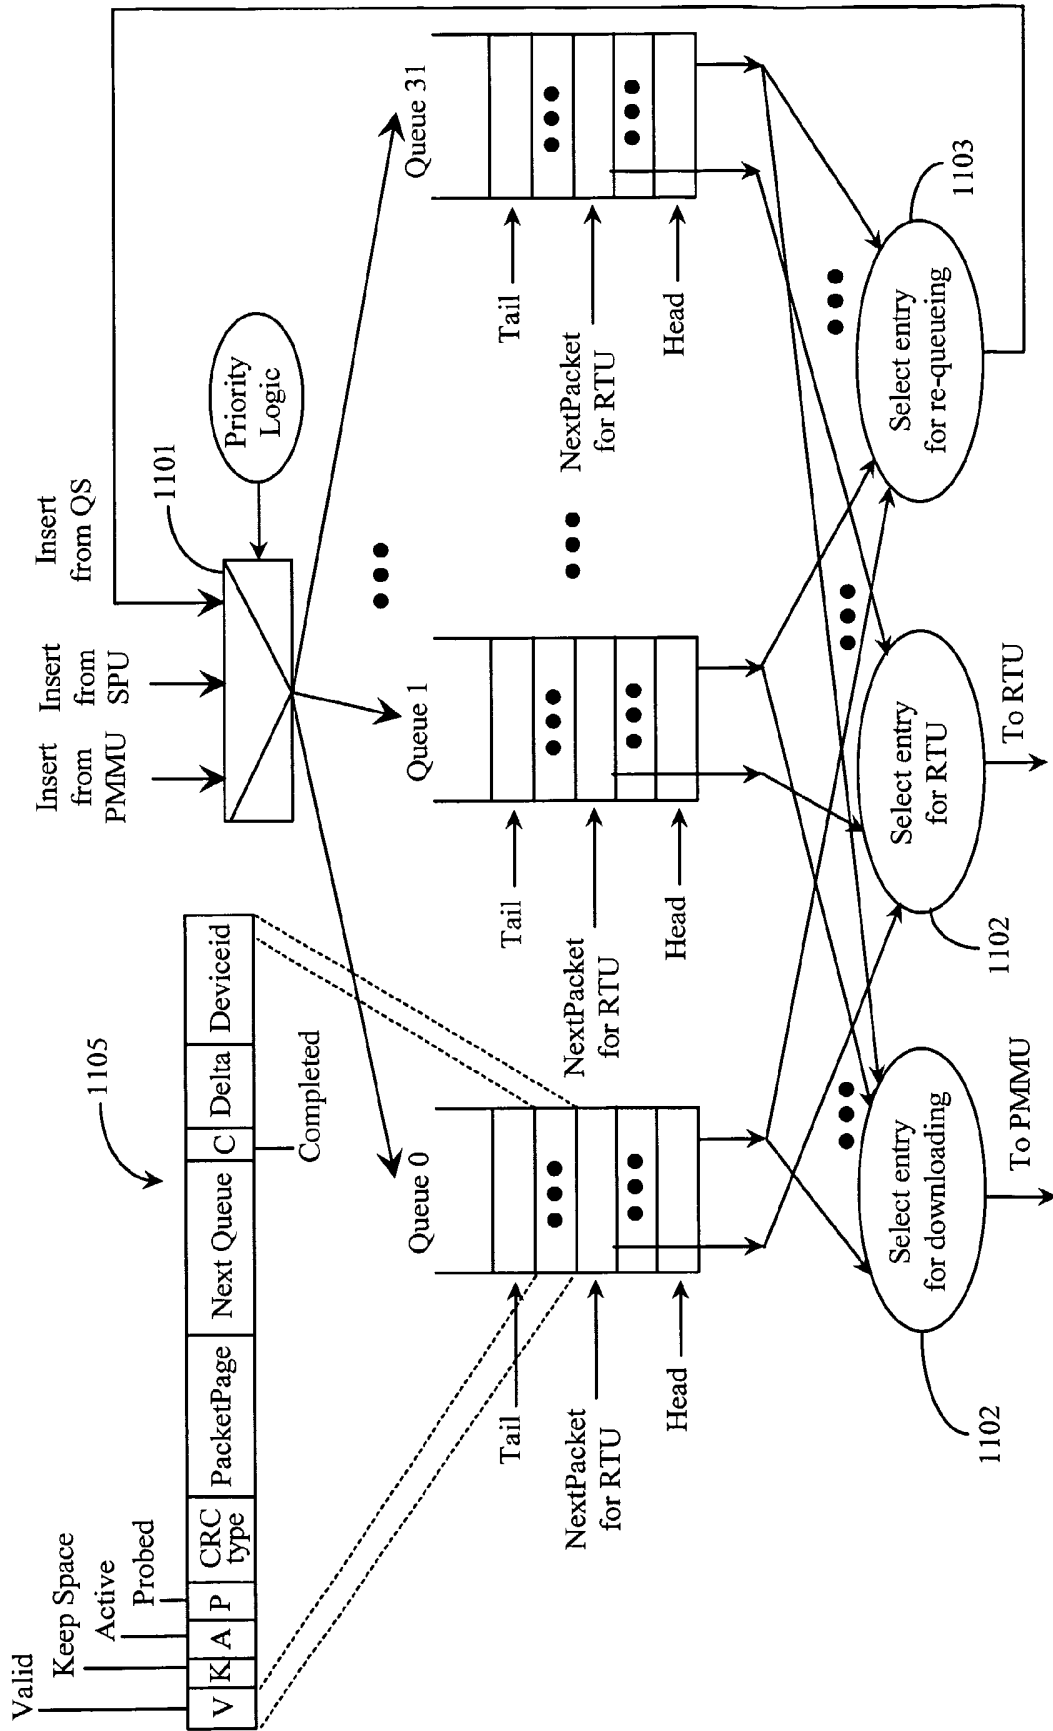 Valid
Keep Space
Active
Probed
V
K
A
P
CRC
type
PacketPage
Next Queue
C
Delta
Deviceid
Completed
1105
Insert
from
PMMU
Insert
from
SPU
Insert
from QS
1101
Priority
Logic
Queue 0
Queue 1
Queue 31
Tail
NextPacket
for RTU
Head
Tail
NextPacket
for RTU
Head
Tail
NextPacket
for RTU
Head
Select entry
for downloading
1102
To PMMU
Select entry
for RTU
1102
To RTU
Select entry
for re-queueing
1103